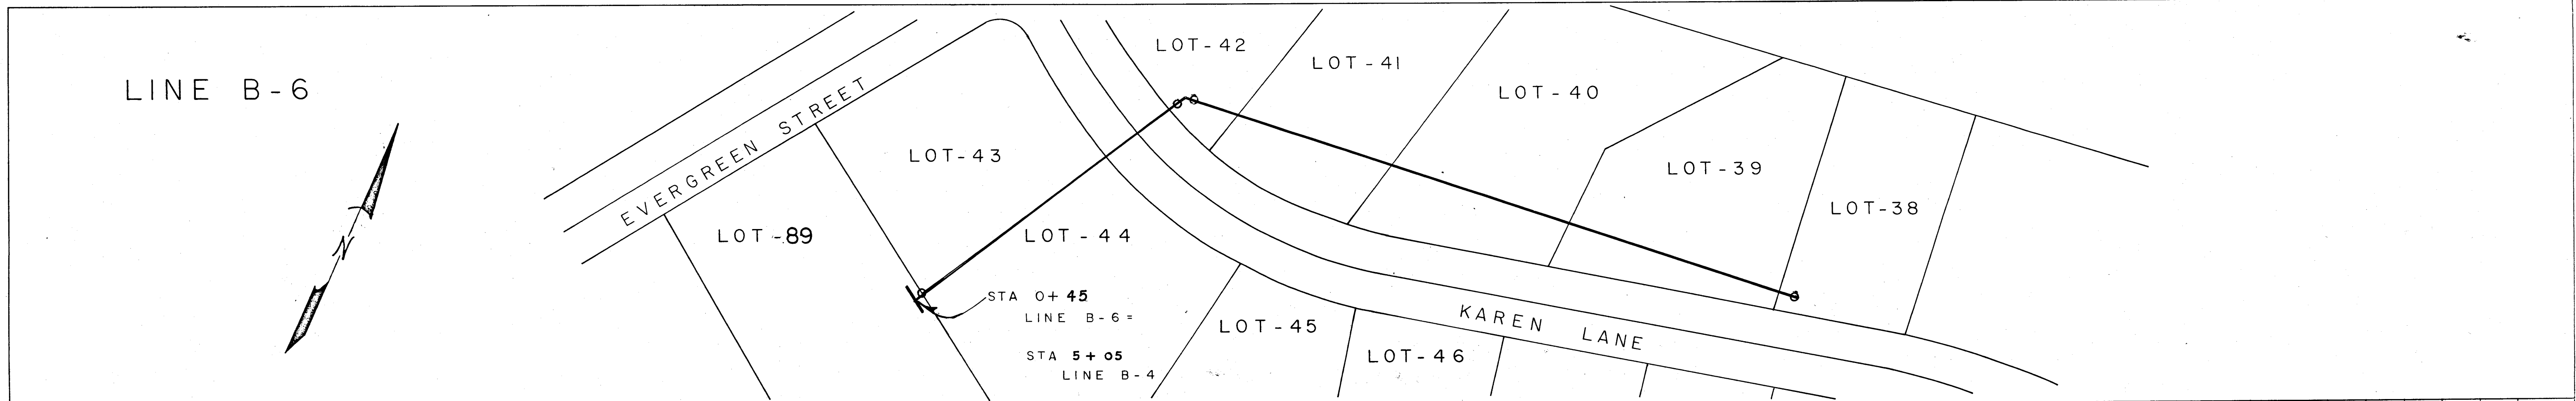 LINE B-6
N
EVERGREEN STREET
LOT-42
LOT-41
LOT-40
LOT-43
LOT-39
LOT-38
LOT-89
LOT-44
STA 0+45
LINE B-6 =
STA 5+05
LINE B-4
LOT-45
LOT-46
KAREN LANE